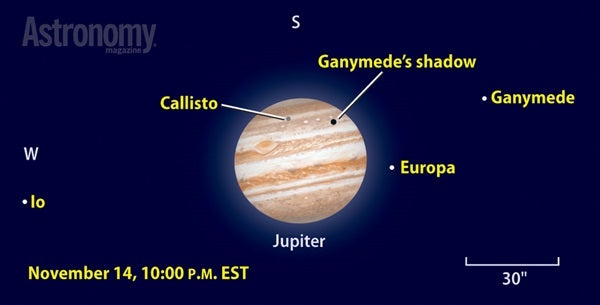 Astronomy
magazine
S
Ganymede's shadow
Callisto
Ganymede
W
Europa
Io
Jupiter
November 14, 10:00 P.M. EST
30"